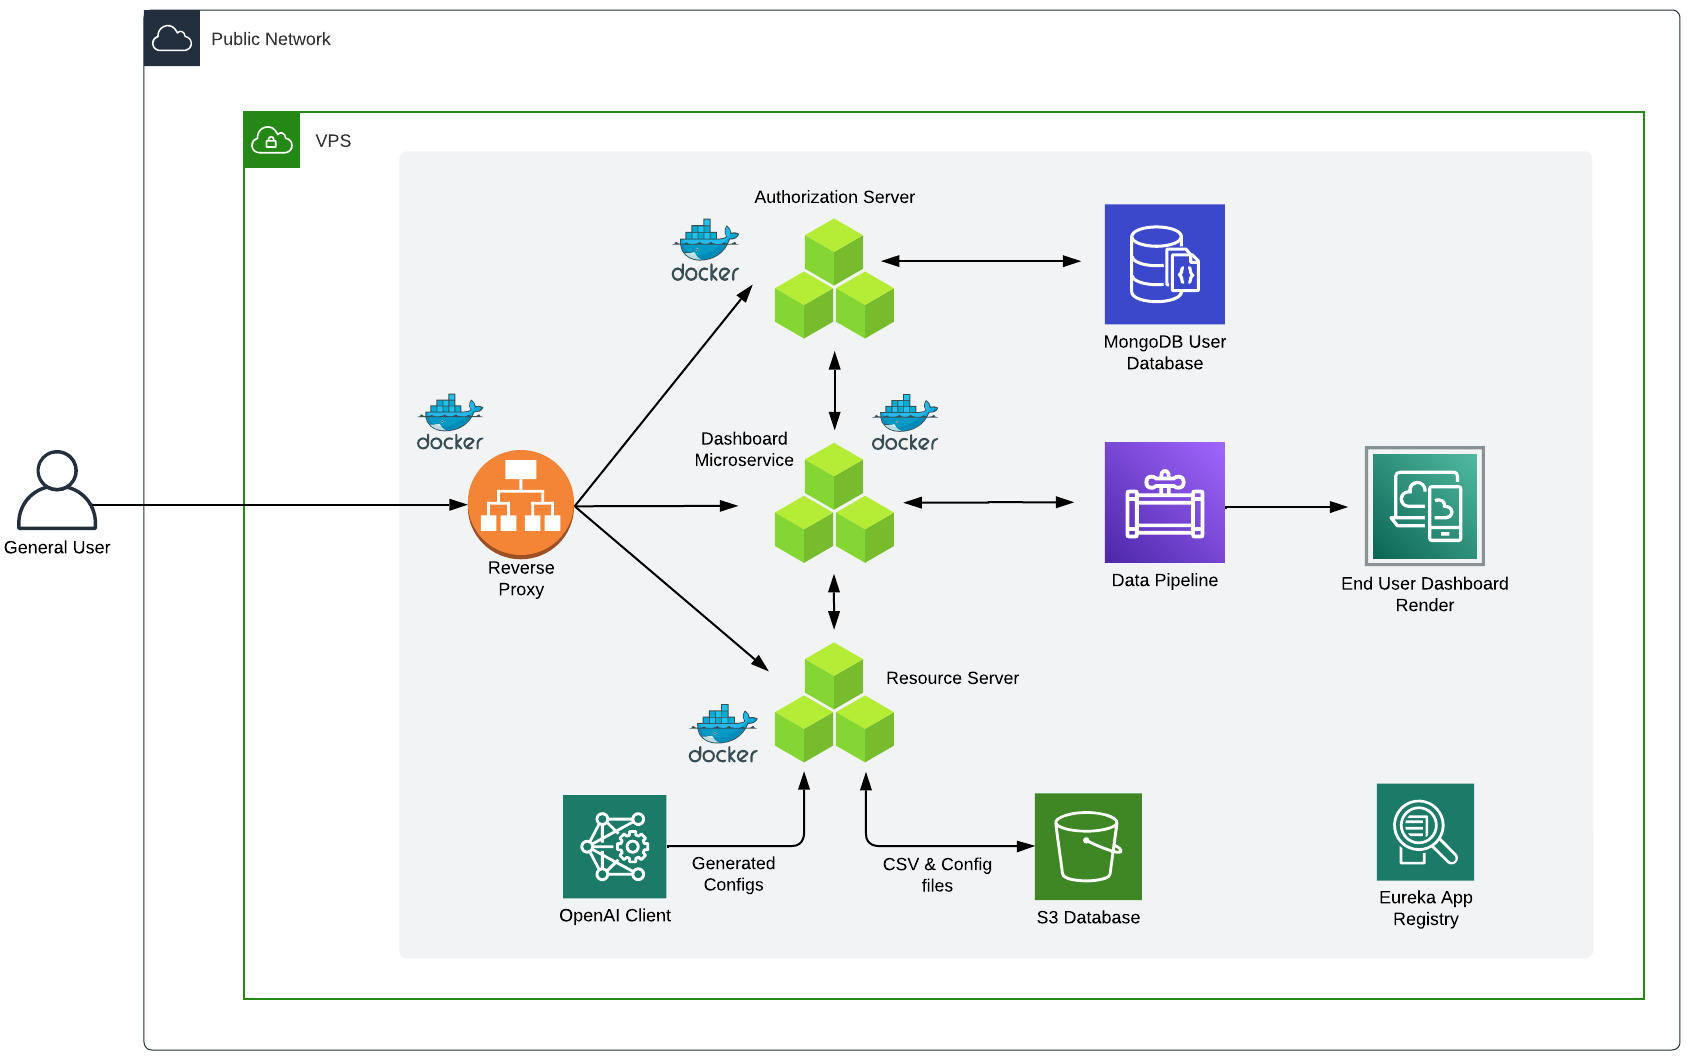 Public Network
VPS
Authorization Server
docker
MongoDB User
Database
docker
docker
Dashboard
Microservice
General User
Reverse
Proxy
Data Pipeline
End User Dashboard
Render
Resource Server
docker
Generated
Configs
CSV & Config
files
OpenAI Client
S3 Database
Eureka App
Registry